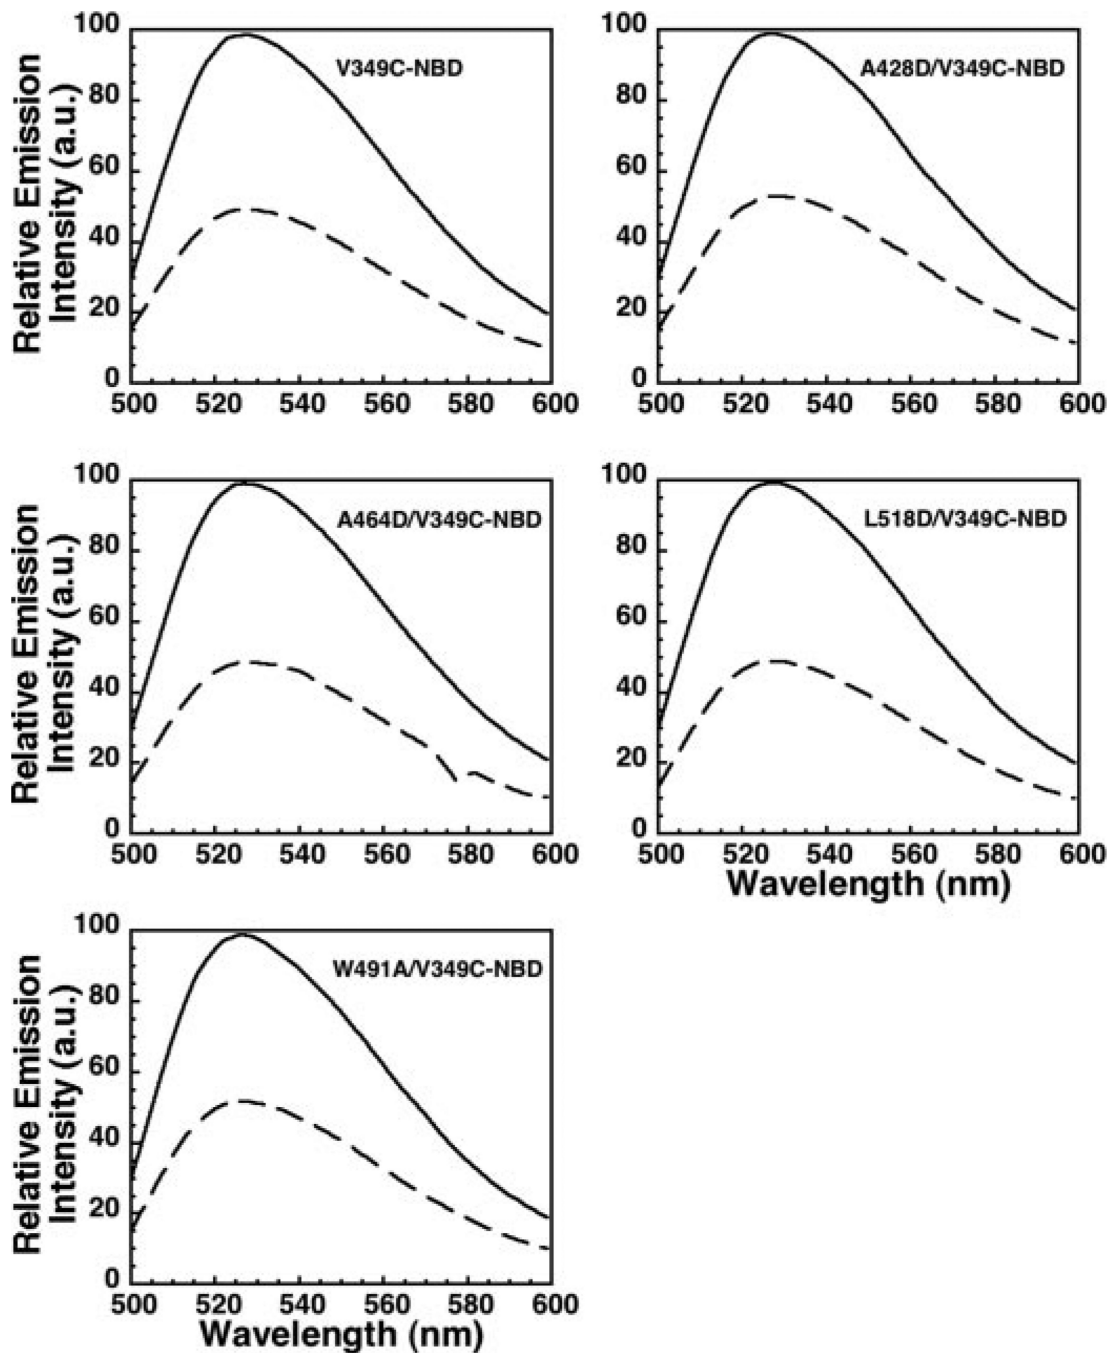 Relative Emission
Intensity (a.u.)
100
80
60
40
20
0
V349C-NBD
500 520 540 560 580 600
100
80
60
40
20
0
A428D/V349C-NBD
500 520 540 560 580 600
Relative Emission
Intensity (a.u.)
100
80
60
40
20
0
A464D/V349C-NBD
500 520 540 560 580 600
100
80
60
40
20
0
L518D/V349C-NBD
500 520 540 560 580 600
Wavelength (nm)
Relative Emission
Intensity (a.u.)
100
80
60
40
20
0
W491A/V349C-NBD
500 520 540 560 580 600
Wavelength (nm)